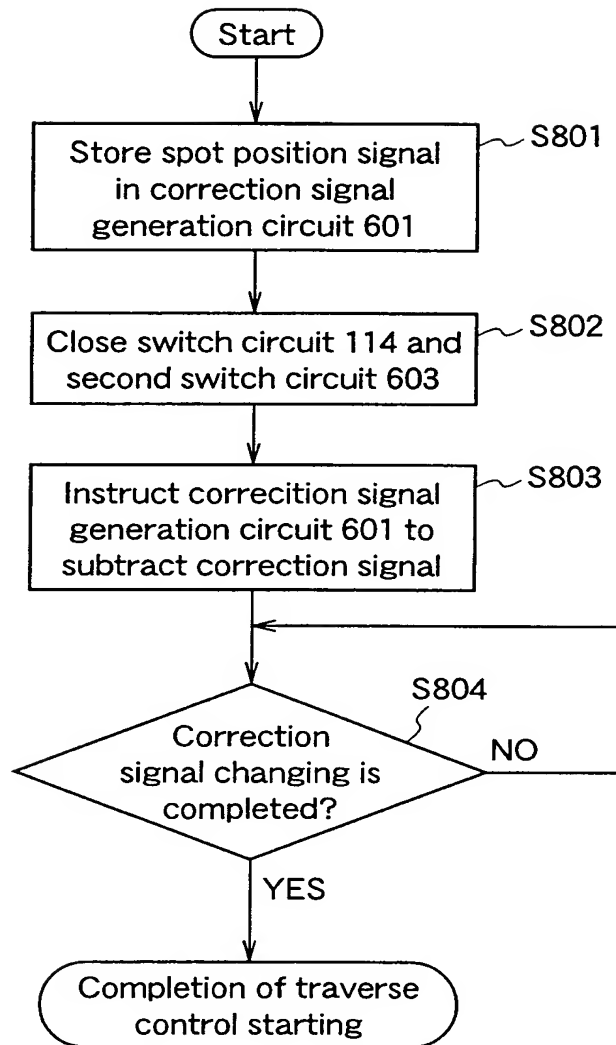 Start
S801
Store spot position signal
in correction signal
generation circuit 601
S802
Close switch circuit 114 and
second switch circuit 603
S803
Instruct correcition signal
generation circuit 601 to
subtract correction signal
S804
Correction
signal changing is
completed?
NO
YES
Completion of traverse
control starting